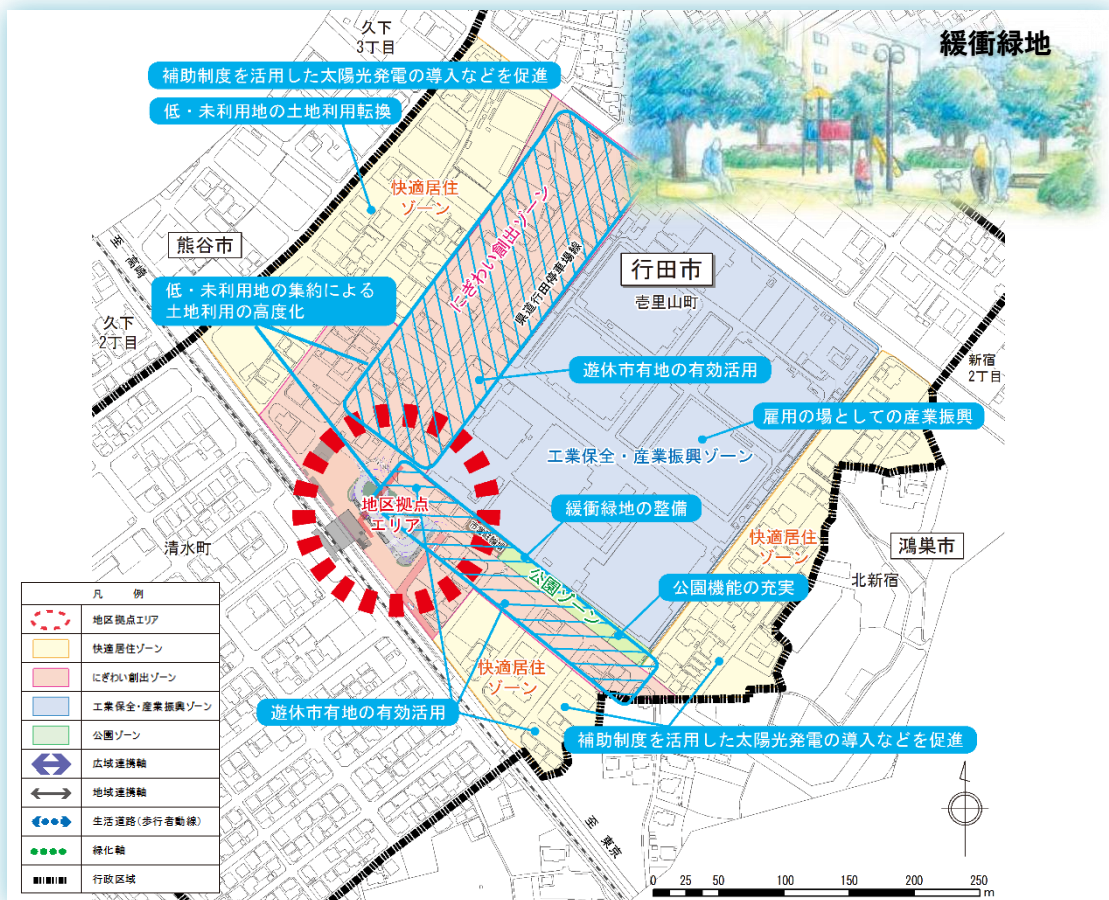 緩衝緑地
久下
3丁目
補助制度を活用した太陽光発電の導入などを促進
低・未利用地の土地利用転換
快適居住
ゾーン
にぎわい創出ゾーン
県道行田停車場線
熊谷市
至 高崎
行田市
壱里山町
低・未利用地の集約による
土地利用の高度化
久下
2丁目
新宿
2丁目
遊休市有地の有効活用
雇用の場としての産業振興
工業保全・産業振興ゾーン
地区拠点
エリア
緩衝緑地の整備
清水町
公園ゾーン
快適居住
ゾーン
鴻巣市
北新宿
公園機能の充実
快適居住
ゾーン
遊休市有地の有効活用
補助制度を活用した太陽光発電の導入などを促進
至 東京
凡 例
地区拠点エリア
快適居住ゾーン
にぎわい創出ゾーン
工業保全・産業振興ゾーン
公園ゾーン
広域連携軸
地域連携軸
生活道路(歩行者動線)
緑化軸
行政区域
0 25 50 100 150 200 250
m